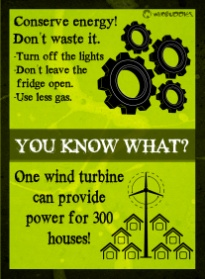 Conserve energy!
Don't waste it.
-Turn off the lights
-Don't leave the
fridge open.
-Use less gas.
YOU KNOW WHAT?
One wind turbine
can provide
power for 300
houses!